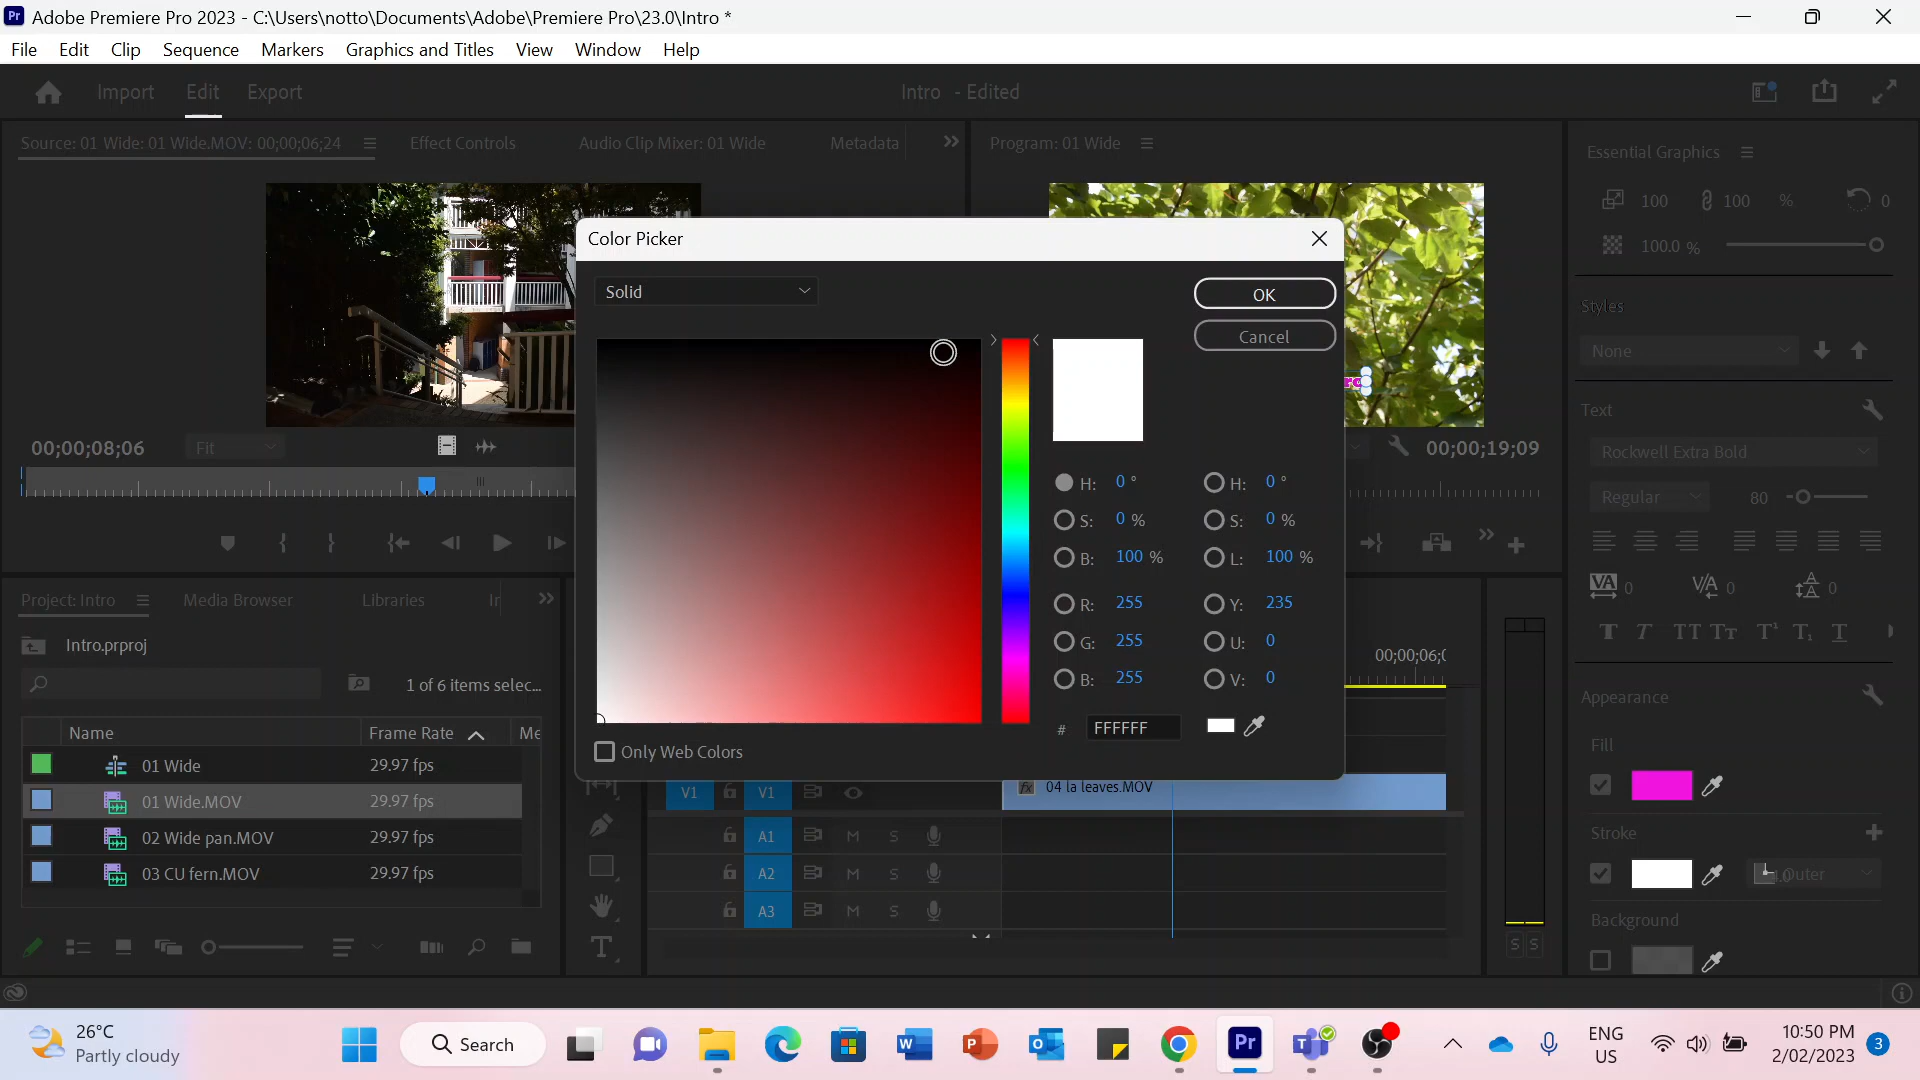 Adobe Premiere Pro 2023 - C:\Users\notto\Documents\Adobe\Premiere Pro\23.0\Intro *
File Edit Clip Sequence Markers Graphics and Titles View Window Help
Import Edit Export Intro - Edited
Source: 01 Wide: 01 Wide.MOV: 00;00;06;24 Effect Controls Audio Clip Mixer: 01 Wide Metadata Program: 01 Wide
Essential Graphics
100 100 % 0
100.0 %
Color Picker
Solid
OK
Cancel
Styles
None
Text
Rockwell Extra Bold
Regular 80
00;00;08;06 Fit 00;00;19;09
H: 0 ° H: 0 °
S: 0 % S: 0 %
B: 100 % L: 100 %
R: 255 Y: 235
G: 255 U: 0
B: 255 V: 0
# FFFFFF
Only Web Colors
0 0 0
Project: Intro Media Browser Libraries
Intro.prproj
1 of 6 items selec...
Name Frame Rate Me
01 Wide 29.97 fps
01 Wide.MOV 29.97 fps
02 Wide pan.MOV 29.97 fps
03 CU fern.MOV 29.97 fps
00;00;06;0
V1 V1 fx 04 la leaves.MOV
A1 M S
A2 M S
A3 M S
S S
Appearance
Fill
Stroke
Outer
Background
26°C
Partly cloudy
Search
ENG
US
10:50 PM
2/02/2023
3